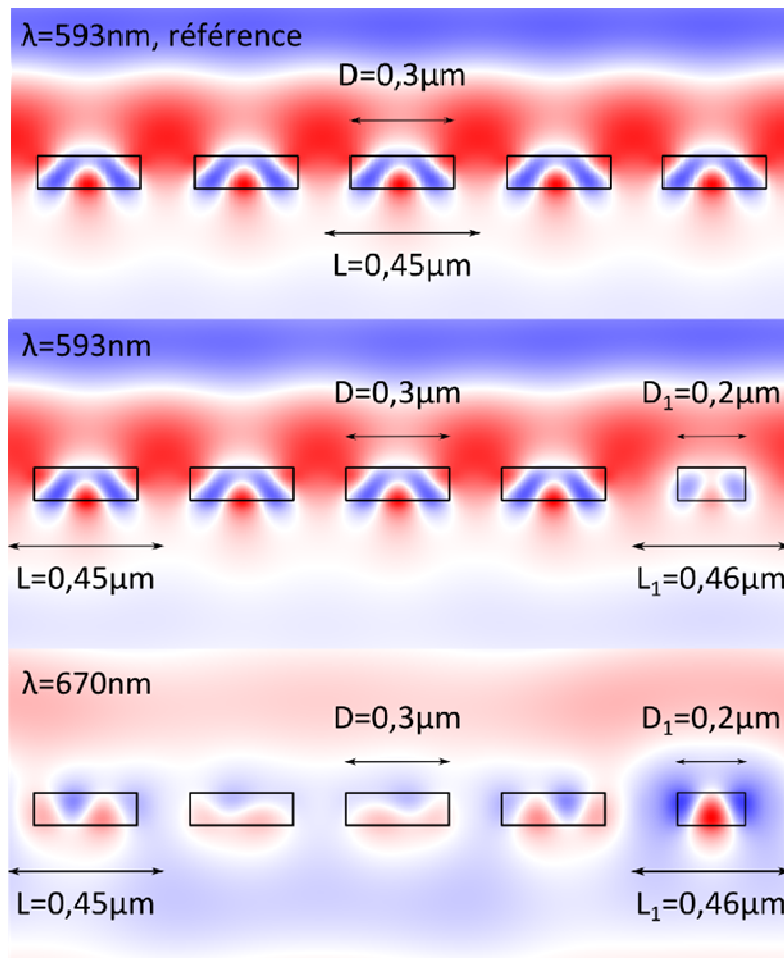 λ=593nm, référence
D=0,3µm
L=0,45µm
λ=593nm
D=0,3µm D₁=0,2µm
L=0,45µm L₁=0,46µm
λ=670nm
D=0,3µm D₁=0,2µm
L=0,45µm L₁=0,46µm